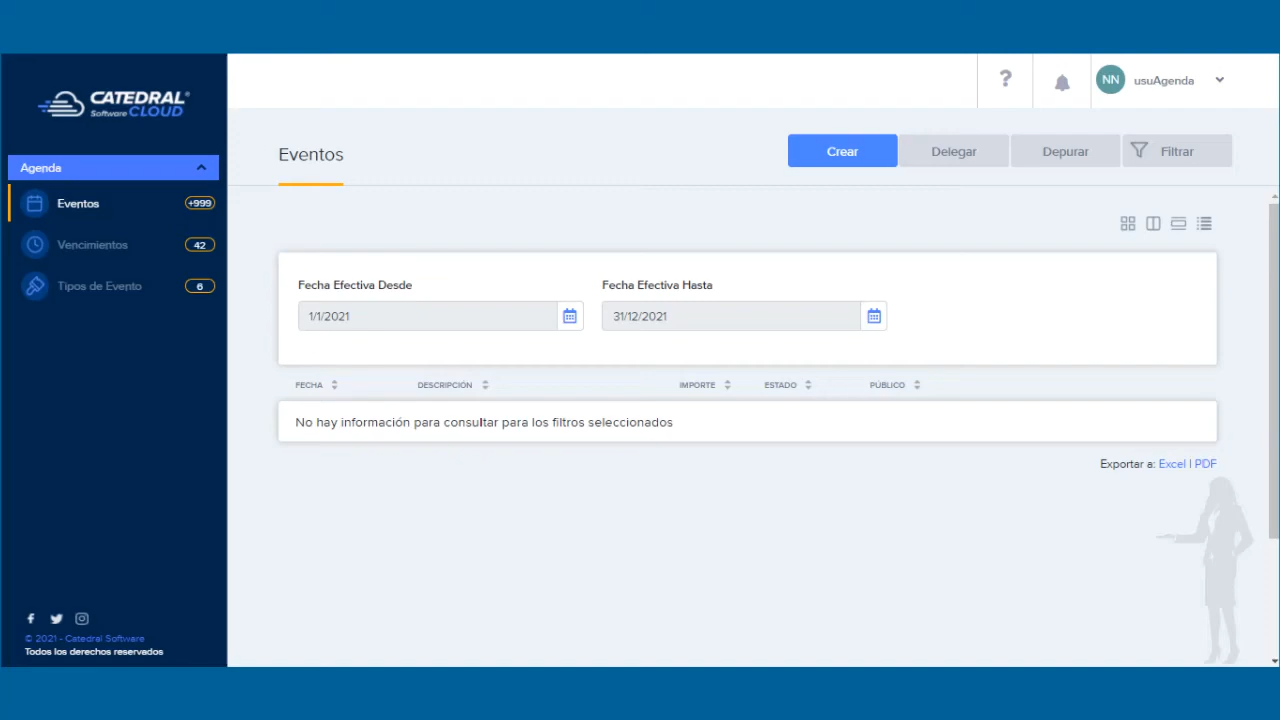 CATEDRAL®
Software CLOUD
?
NN
usuAgenda
Agenda
Eventos
+999
Vencimientos
42
Tipos de Evento
6
Eventos
Crear
Delegar
Depurar
Filtrar
Fecha Efectiva Desde
Fecha Efectiva Hasta
1/1/2021
31/12/2021
FECHA
DESCRIPCIÓN
IMPORTE
ESTADO
PÚBLICO
No hay información para consultar para los filtros seleccionados
Exportar a: Excel | PDF
© 2021 - Catedral Software
Todos los derechos reservados